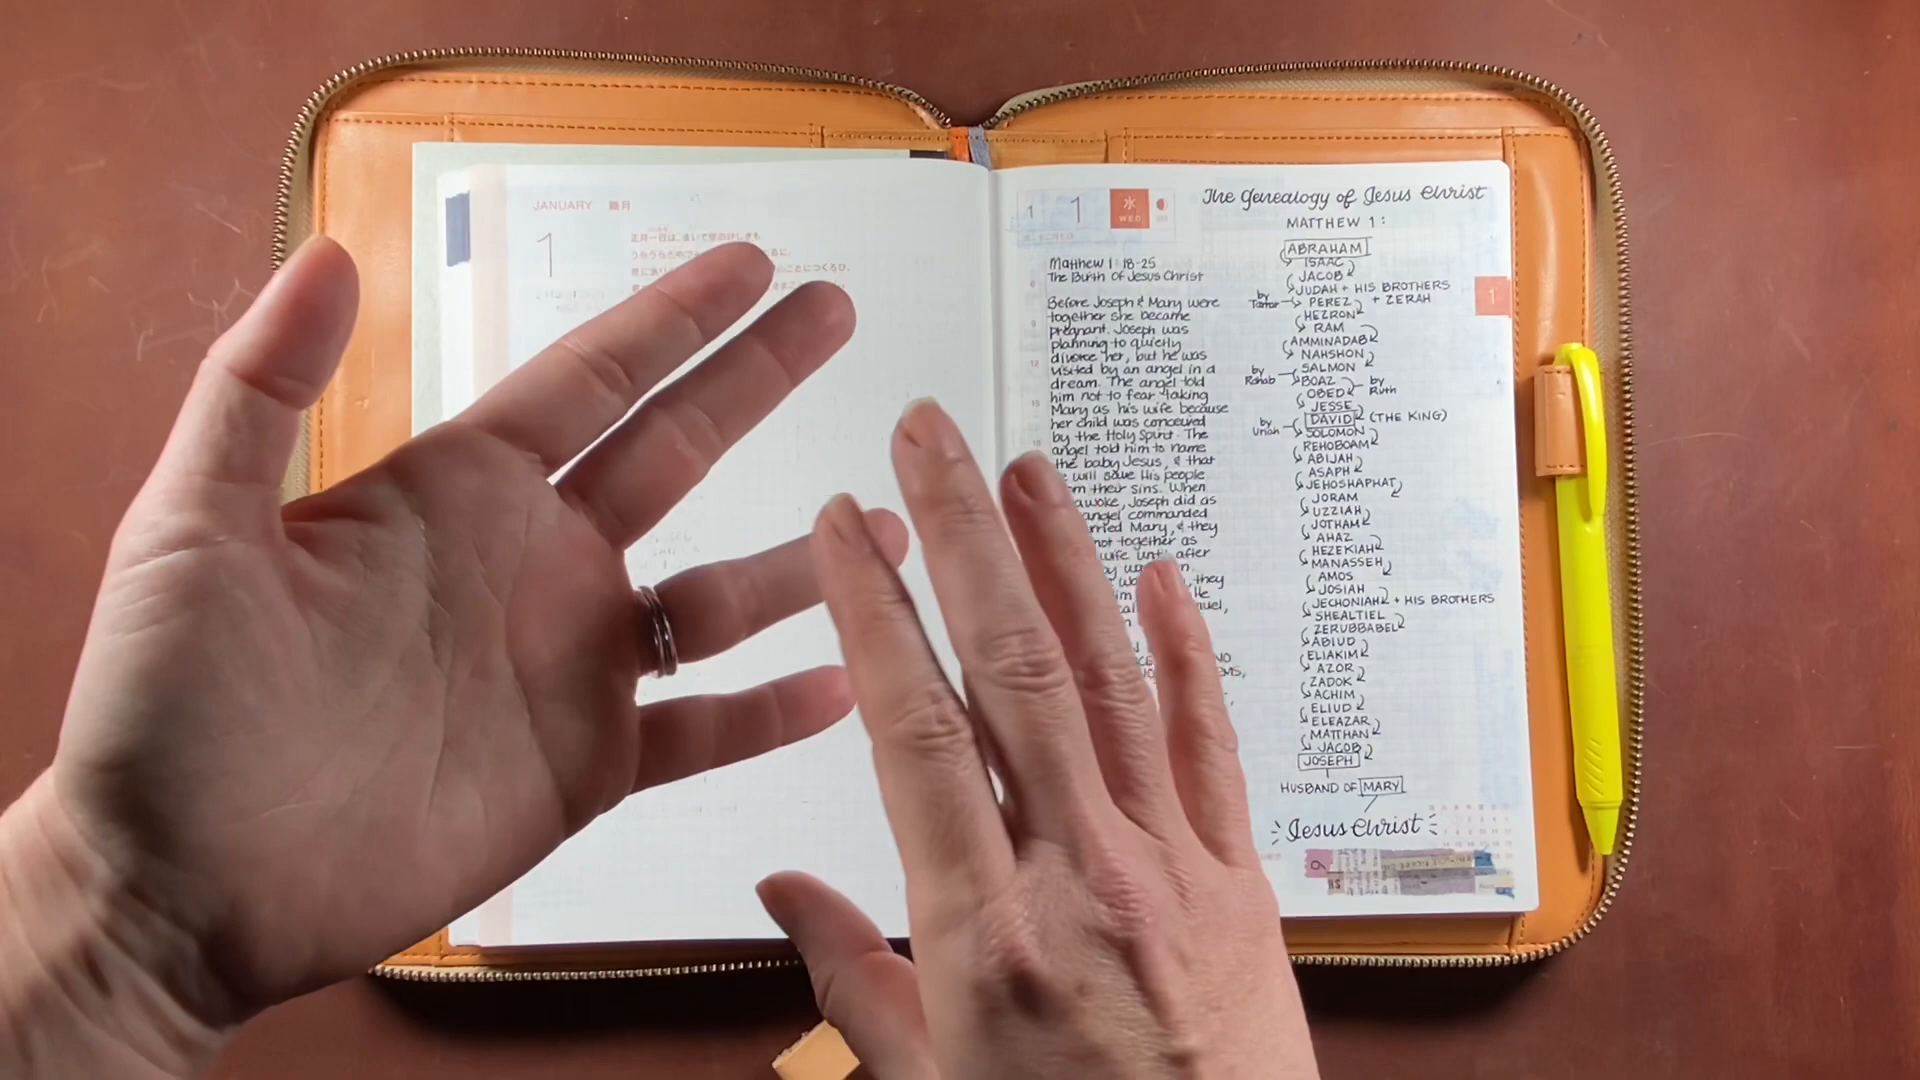 JANUARY 睦月
1
1 1 水
WED
The Genealogy of Jesus Christ
MATTHEW 1:
Matthew 1:18-25
The Birth Of Jesus Christ
Before Joseph & Mary were
together she became
pregnant. Joseph was
planning to quietly
divorce her, but he was
visited by an angel in a
dream. The angel told
him not to fear taking
Mary as his wife because
her child was conceived
by the Holy Spirit. The
angel told him to name
the baby Jesus, & that
will save His people
their sins. When
awoke, Joseph did as
angel commanded
Mary, & they
not together as
wife until after
they
ABRAHAM
ISAAC
JACOB
JUDAH + HIS BROTHERS
by Tamar PEREZ + ZERAH
HEZRON
RAM
AMMINADAB
NAHSHON
SALMON
by Rahab BOAZ by Ruth
OBED
JESSE
DAVID (THE KING)
by Uriah SOLOMON
REHOBOAM
ABIJAH
ASAPH
JEHOSHAPHAT
JORAM
UZZIAH
JOTHAM
AHAZ
HEZEKIAH
MANASSEH
AMOS
JOSIAH
JECHONIAH + HIS BROTHERS
SHEALTIEL
ZERUBBABEL
ABIUD
ELIAKIM
AZOR
ZADOK
ACHIM
ELIUD
ELEAZAR
MATTHAN
JACOB
JOSEPH
HUSBAND OF MARY
Jesus Christ
1